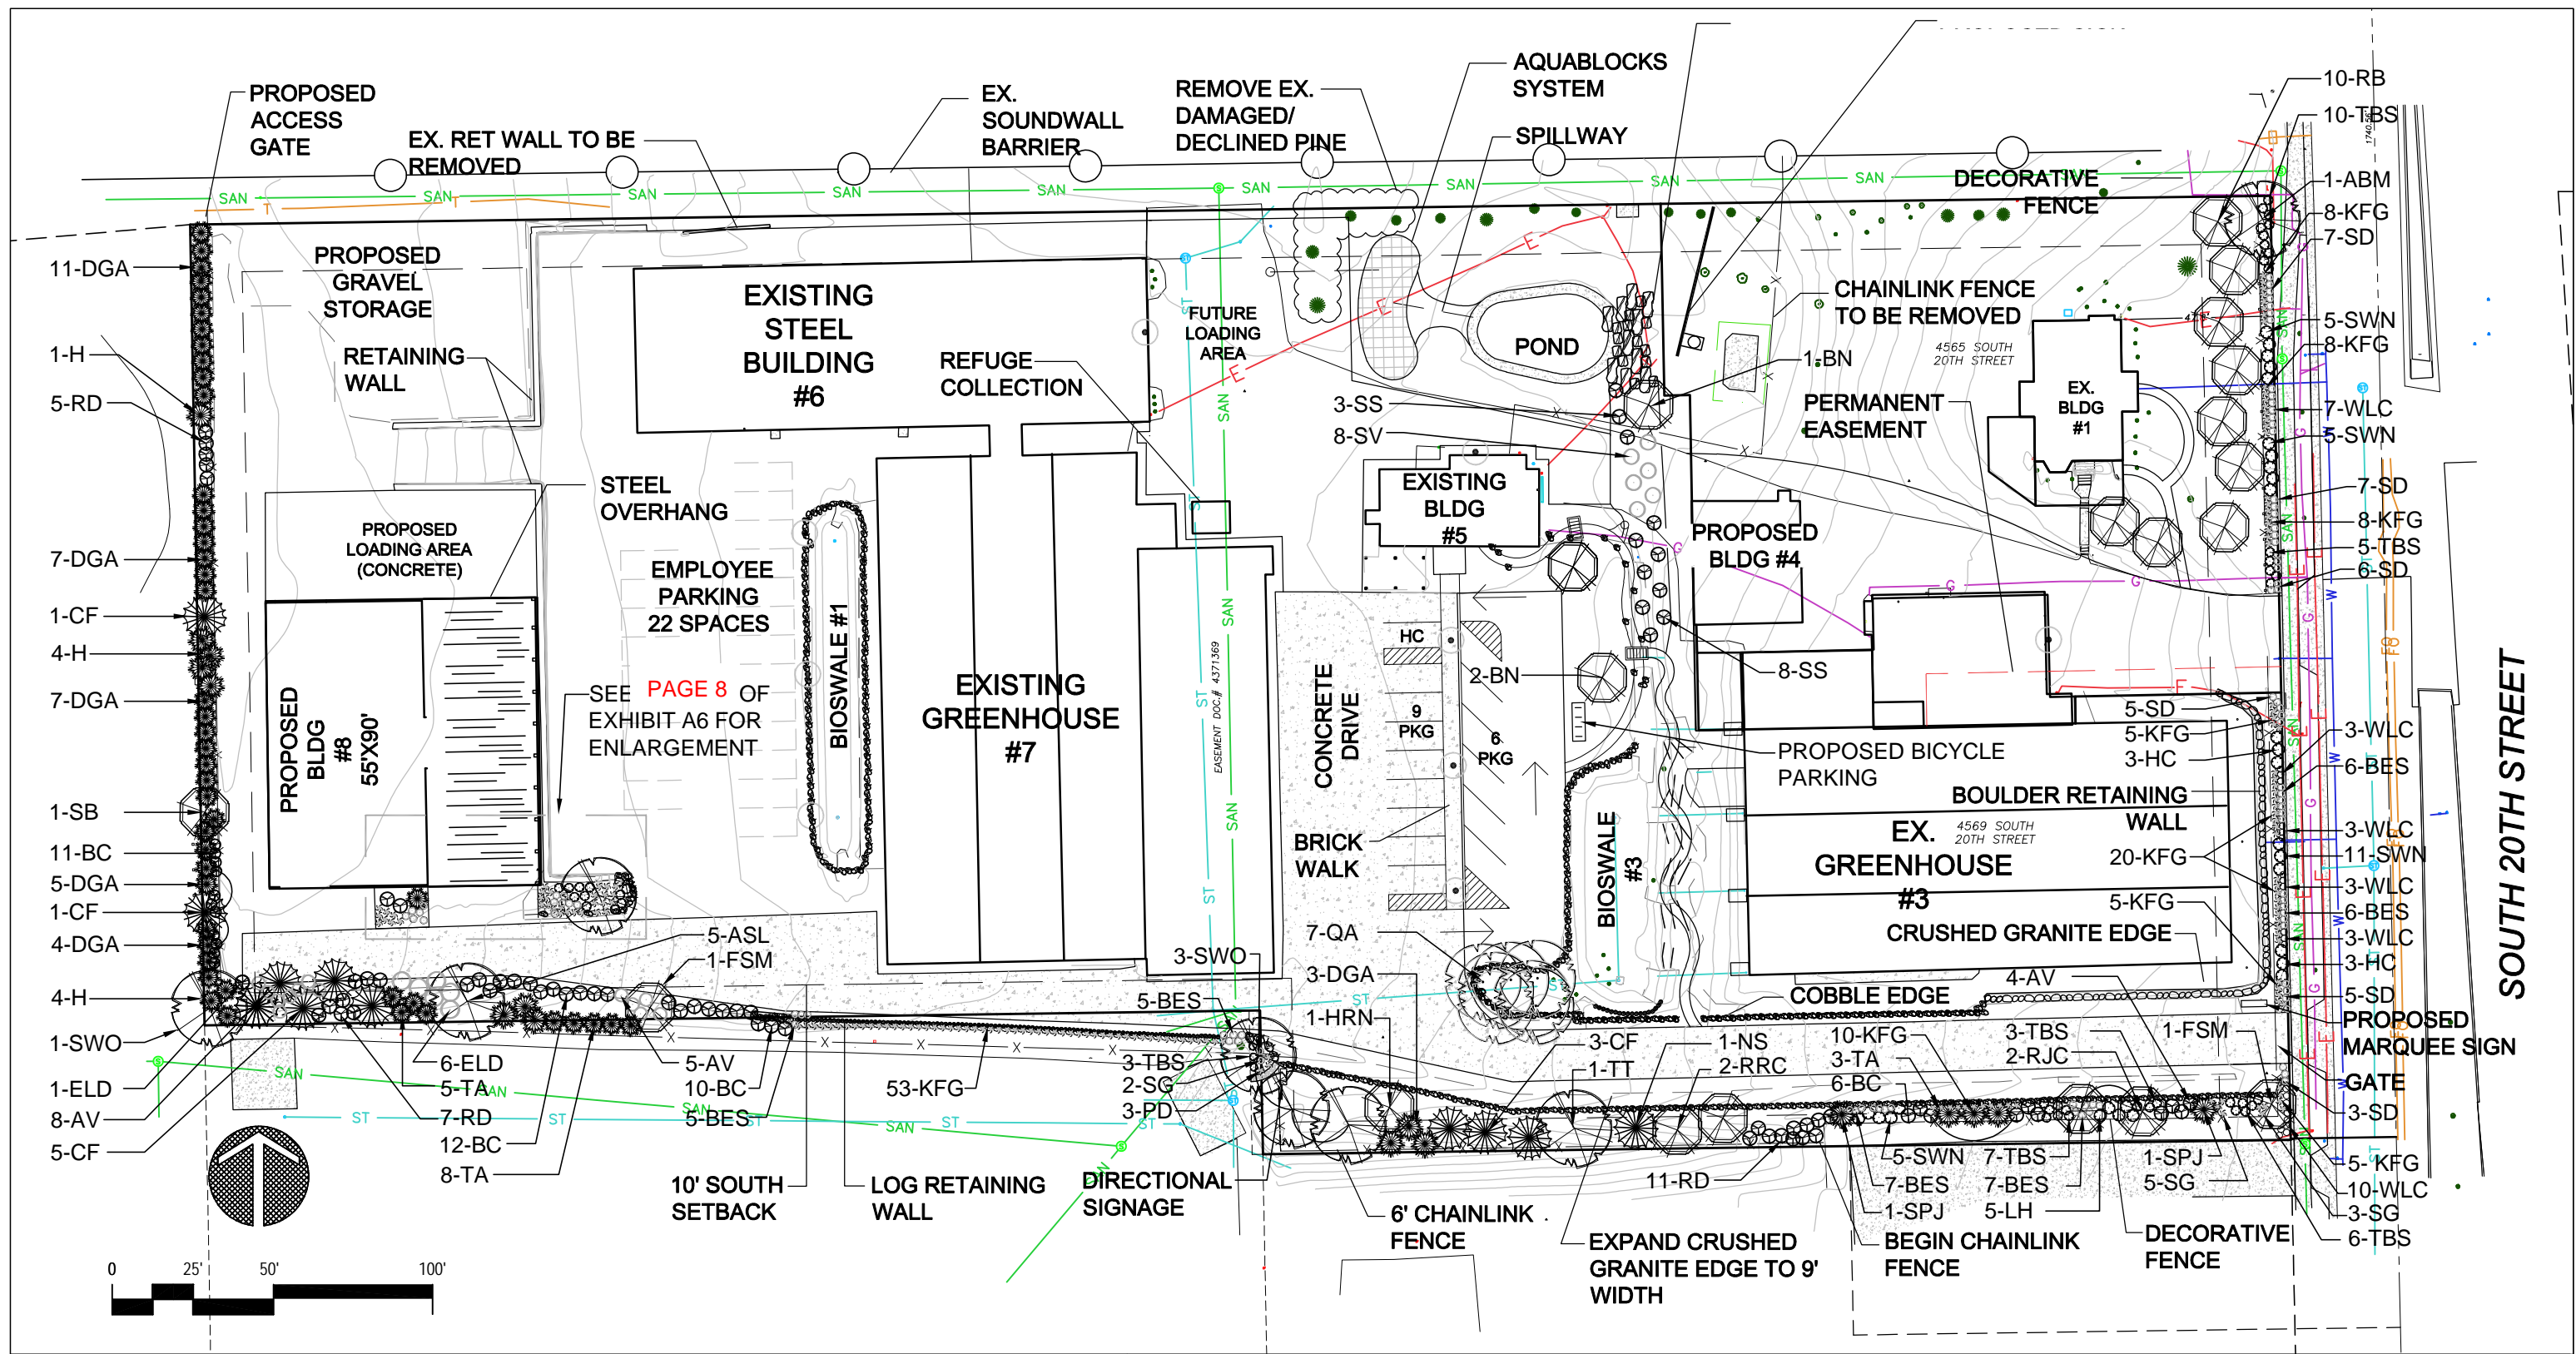 PROPOSED
ACCESS
GATE
EX. RET WALL TO BE
REMOVED
EX.
SOUNDWALL
BARRIER
REMOVE EX.
DAMAGED/
DECLINED PINE
AQUABLOCKS
SYSTEM
SPILLWAY
DECORATIVE
FENCE
10-RB
10-TBS
1-ABM
8-KFG
7-SD
5-SWN
8-KFG
7-WLC
5-SWN
7-SD
8-KFG
5-TBS
6-SD
11-DGA
1-H
5-RD
7-DGA
1-CF
4-H
7-DGA
1-SB
11-BC
5-DGA
1-CF
4-DGA
4-H
1-SWO
1-ELD
8-AV
5-CF
PROPOSED
GRAVEL
STORAGE
RETAINING
WALL
EXISTING
STEEL
BUILDING
#6
REFUGE
COLLECTION
FUTURE
LOADING
AREA
POND
CHAINLINK FENCE
TO BE REMOVED
4565 SOUTH
20TH STREET
EX.
BLDG
#1
1-BN
3-SS
8-SV
PERMANENT
EASEMENT
STEEL
OVERHANG
PROPOSED
LOADING AREA
(CONCRETE)
EMPLOYEE
PARKING
22 SPACES
BIOSWALE #1
EXISTING
BLDG
#5
PROPOSED
BLDG #4
PROPOSED
BLDG
#8
55'X90'
SEE PAGE 8 OF
EXHIBIT A6 FOR
ENLARGEMENT
EXISTING
GREENHOUSE
#7
EASEMENT DOC.# 4371369
CONCRETE
DRIVE
HC
9
PKG
6
PKG
2-BN
8-SS
PROPOSED BICYCLE
PARKING
BRICK
WALK
BIOSWALE
#3
5-SD
5-KFG
3-HC
BOULDER RETAINING
WALL
EX.
GREENHOUSE
#3
4569 SOUTH
20TH STREET
20-KFG
5-KFG
CRUSHED GRANITE EDGE
3-WLC
6-BES
3-WLC
11-SWN
3-WLC
6-BES
3-WLC
3-HC
5-SD
PROPOSED
MARQUEE SIGN
GATE
3-SD
SOUTH 20TH STREET
5-ASL
1-FSM
3-SWO
5-BES
7-QA
3-DGA
1-HRN
COBBLE EDGE
4-AV
6-ELD
5-TA
7-RD
12-BC
8-TA
5-AV
10-BC
5-BES
53-KFG
3-TBS
2-SG
3-PD
3-CF
1-TT
1-NS
2-RRC
10-KFG
3-TA
6-BC
3-TBS
2-RJC
1-FSM
10' SOUTH
SETBACK
LOG RETAINING
WALL
DIRECTIONAL
SIGNAGE
6' CHAINLINK
FENCE
11-RD
EXPAND CRUSHED
GRANITE EDGE TO 9'
WIDTH
5-SWN
7-BES
1-SPJ
7-TBS
7-BES
5-LH
1-SPJ
5-SG
BEGIN CHAINLINK
FENCE
DECORATIVE
FENCE
5- KFG
10-WLC
3-SG
6-TBS
0 25' 50' 100'